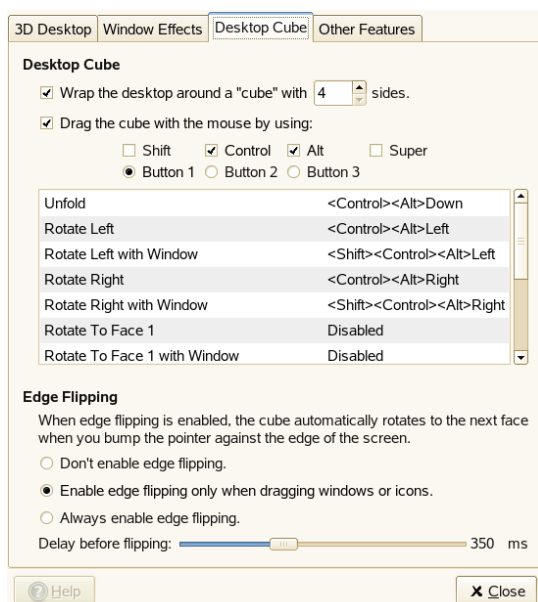 3D Desktop Window Effects Desktop Cube Other Features
Desktop Cube
Wrap the desktop around a "cube" with 4 sides.
Drag the cube with the mouse by using:
Shift Control Alt Super
Button 1 Button 2 Button 3
Unfold <Control><Alt>Down
Rotate Left <Control><Alt>Left
Rotate Left with Window <Shift><Control><Alt>Left
Rotate Right <Control><Alt>Right
Rotate Right with Window <Shift><Control><Alt>Right
Rotate To Face 1 Disabled
Rotate To Face 1 with Window Disabled
Edge Flipping
When edge flipping is enabled, the cube automatically rotates to the next face
when you bump the pointer against the edge of the screen.
Don't enable edge flipping.
Enable edge flipping only when dragging windows or icons.
Always enable edge flipping.
Delay before flipping: 350 ms
Help Close